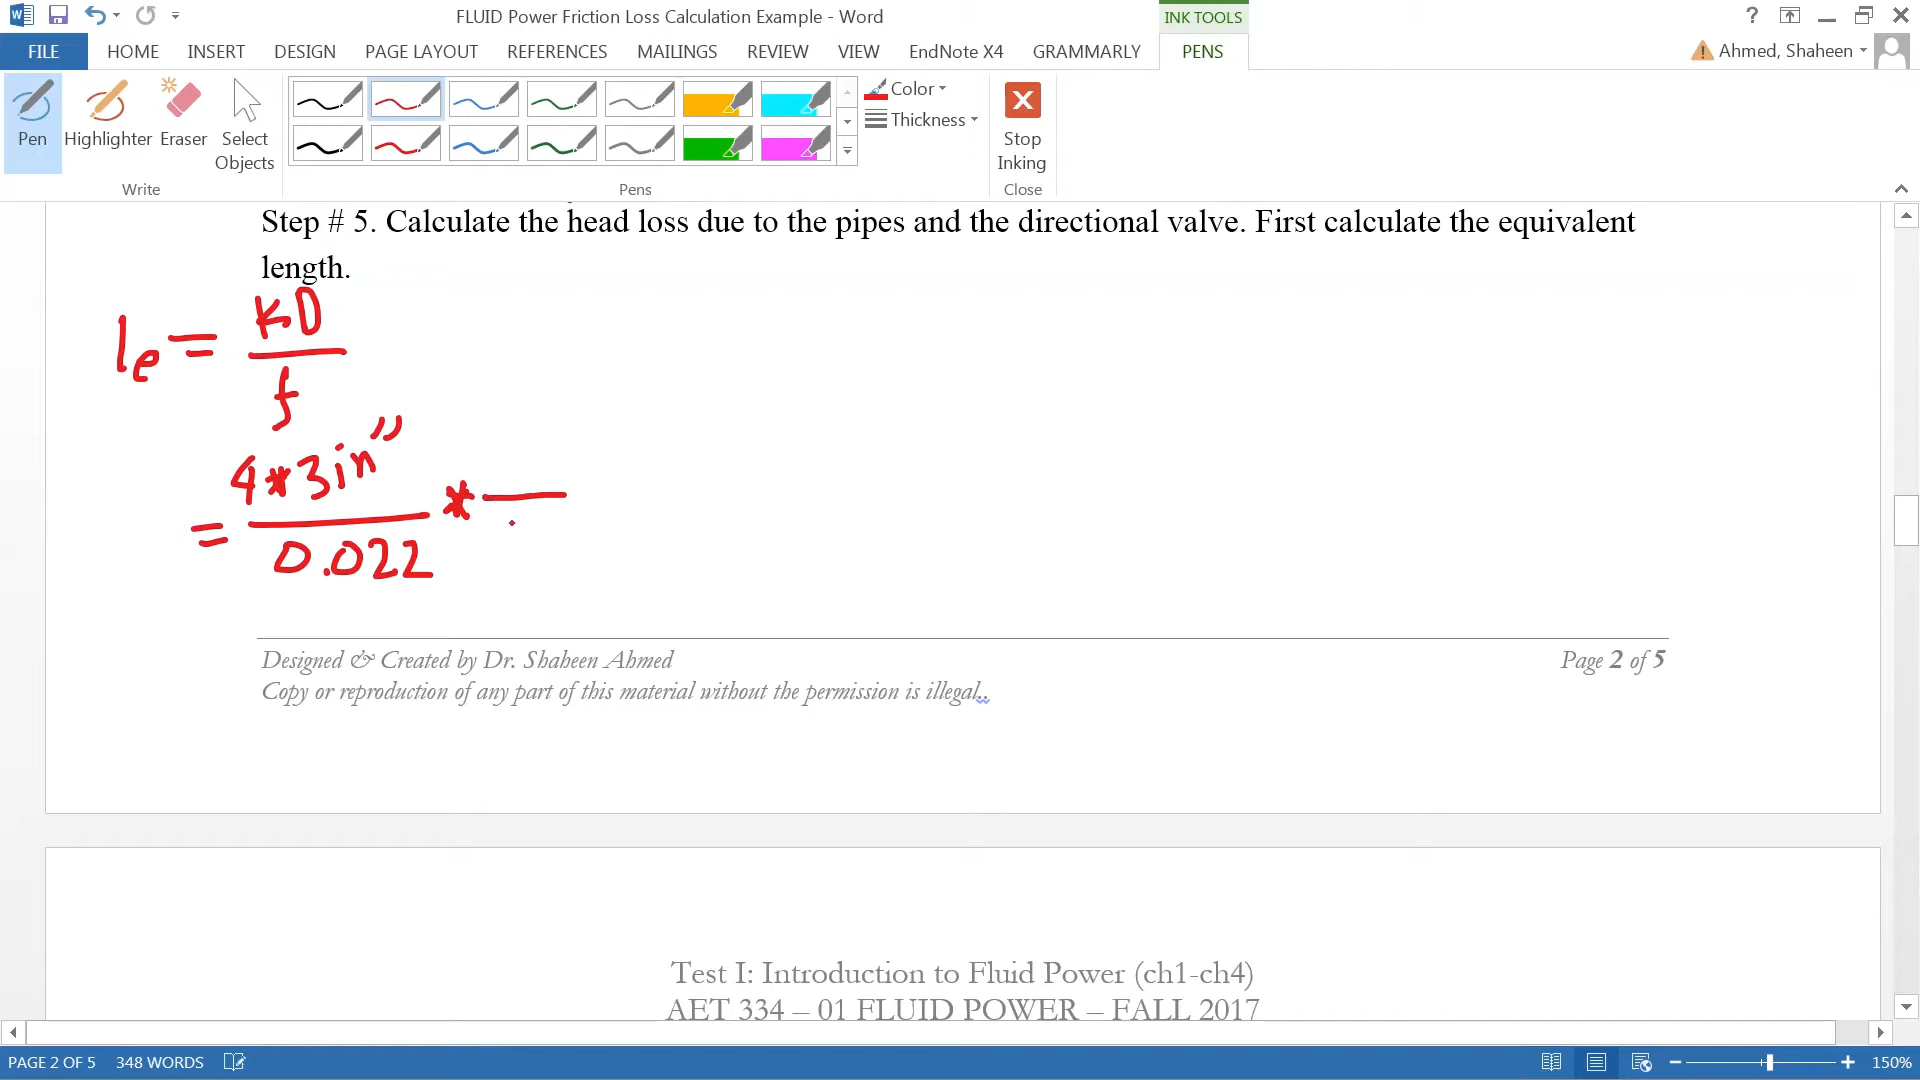 FLUID Power Friction Loss Calculation Example - Word
INK TOOLS
?
FILE HOME INSERT DESIGN PAGE LAYOUT REFERENCES MAILINGS REVIEW VIEW EndNote X4 GRAMMARLY PENS
Ahmed, Shaheen
Pen Highlighter Eraser Select Objects
Color
Thickness
Stop Inking
Write Pens Close
Step # 5. Calculate the head loss due to the pipes and the directional valve. First calculate the equivalent
length.
le = KD / f
= 4*3in" / 0.022 *
Designed & Created by Dr. Shaheen Ahmed
Page 2 of 5
Copy or reproduction of any part of this material without the permission is illegal..
Test I: Introduction to Fluid Power (ch1-ch4)
AET 334 – 01 FLUID POWER – FALL 2017
PAGE 2 OF 5 348 WORDS
150%